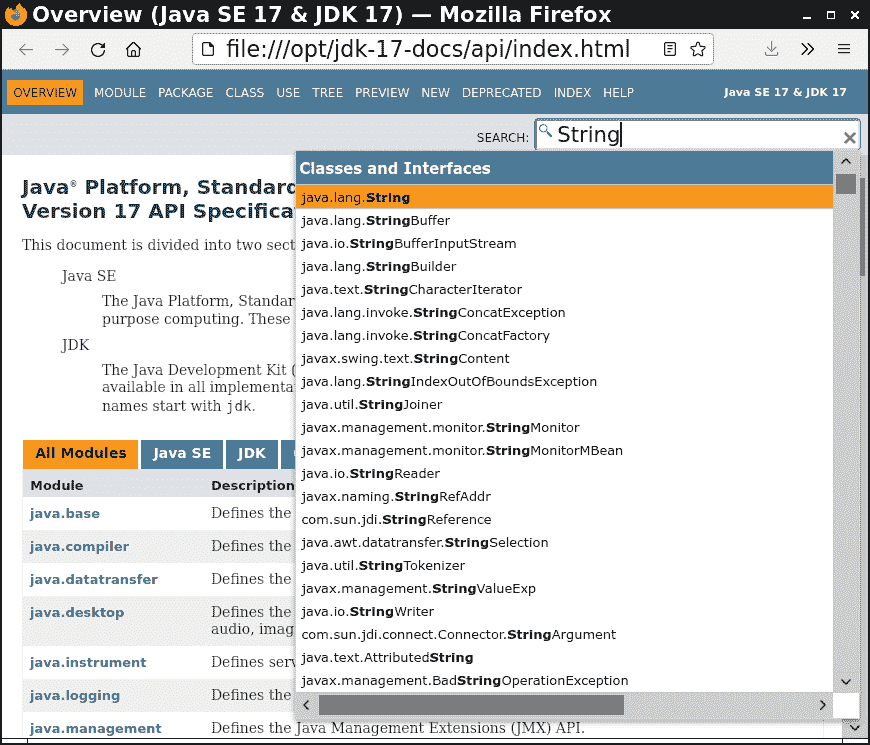 Overview (Java SE 17 & JDK 17) — Mozilla Firefox
file:///opt/jdk-17-docs/api/index.html
OVERVIEW MODULE PACKAGE CLASS USE TREE PREVIEW NEW DEPRECATED INDEX HELP Java SE 17 & JDK 17
SEARCH: String
Classes and Interfaces
java.lang.String
java.lang.StringBuffer
java.io.StringBufferInputStream
java.lang.StringBuilder
java.text.StringCharacterIterator
java.lang.invoke.StringConcatException
java.lang.invoke.StringConcatFactory
javax.swing.text.StringContent
java.lang.StringIndexOutOfBoundsException
java.util.StringJoiner
javax.management.monitor.StringMonitor
javax.management.monitor.StringMonitorMBean
java.io.StringReader
javax.naming.StringRefAddr
com.sun.jdi.StringReference
java.awt.datatransfer.StringSelection
java.util.StringTokenizer
javax.management.StringValueExp
java.io.StringWriter
com.sun.jdi.connect.Connector.StringArgument
java.text.AttributedString
javax.management.BadStringOperationException
Java® Platform, Standard
Version 17 API Specifica
This document is divided into two sect
Java SE
The Java Platform, Standar
purpose computing. These
JDK
The Java Development Kit (
available in all implementa
names start with jdk.
All Modules Java SE JDK
Module Description
java.base Defines the
java.compiler Defines the
java.datatransfer Defines the
java.desktop Defines the
audio, imag
java.instrument Defines serv
java.logging Defines the
java.management Defines the Java Management Extensions (JMX) API.